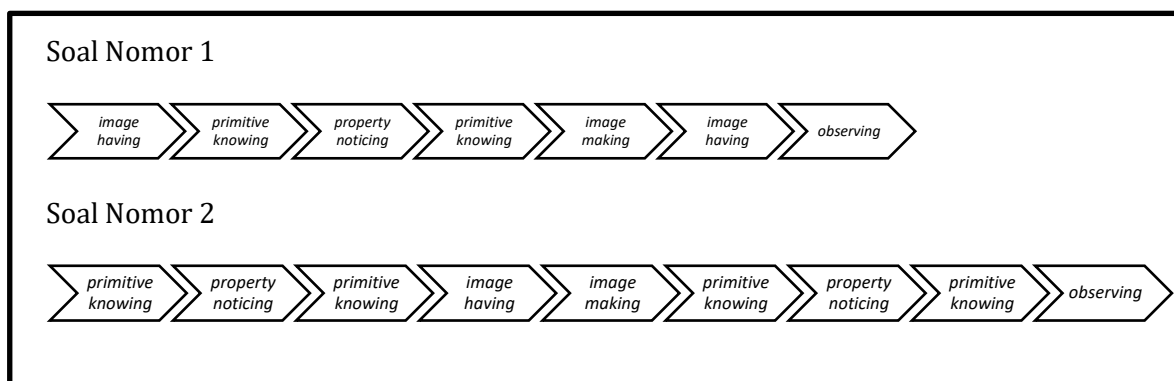 Soal Nomor 1
image having
primitive knowing
property noticing
primitive knowing
image making
image having
observing
Soal Nomor 2
primitive knowing
property noticing
primitive knowing
image having
image making
primitive knowing
property noticing
primitive knowing
observing